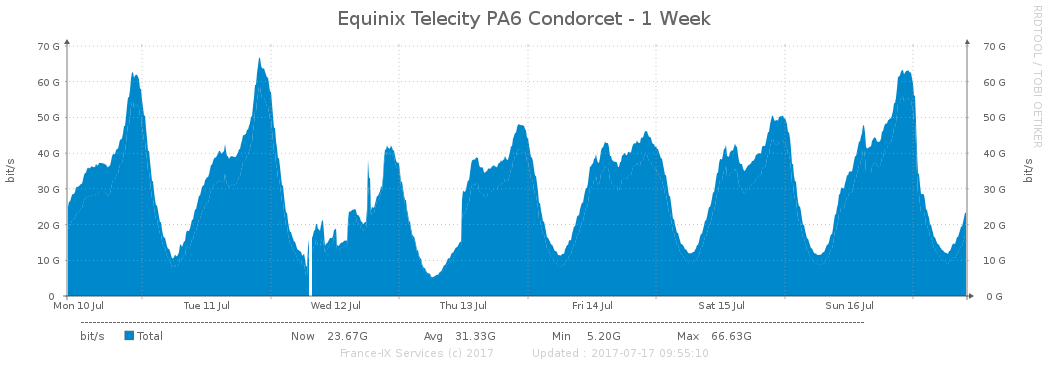 Equinix Telecity PA6 Condorcet - 1 Week
RRDTOOL / TOBI OETIKER
bit/s
bit/s
70 G 70 G
60 G 60 G
50 G 50 G
40 G 40 G
30 G 30 G
20 G 20 G
10 G 10 G
0 0 G
Mon 10 Jul Tue 11 Jul Wed 12 Jul Thu 13 Jul Fri 14 Jul Sat 15 Jul Sun 16 Jul
bit/s Total Now 23.67G Avg 31.33G Min 5.20G Max 66.63G
France-IX Services (c) 2017 Updated : 2017-07-17 09:55:10